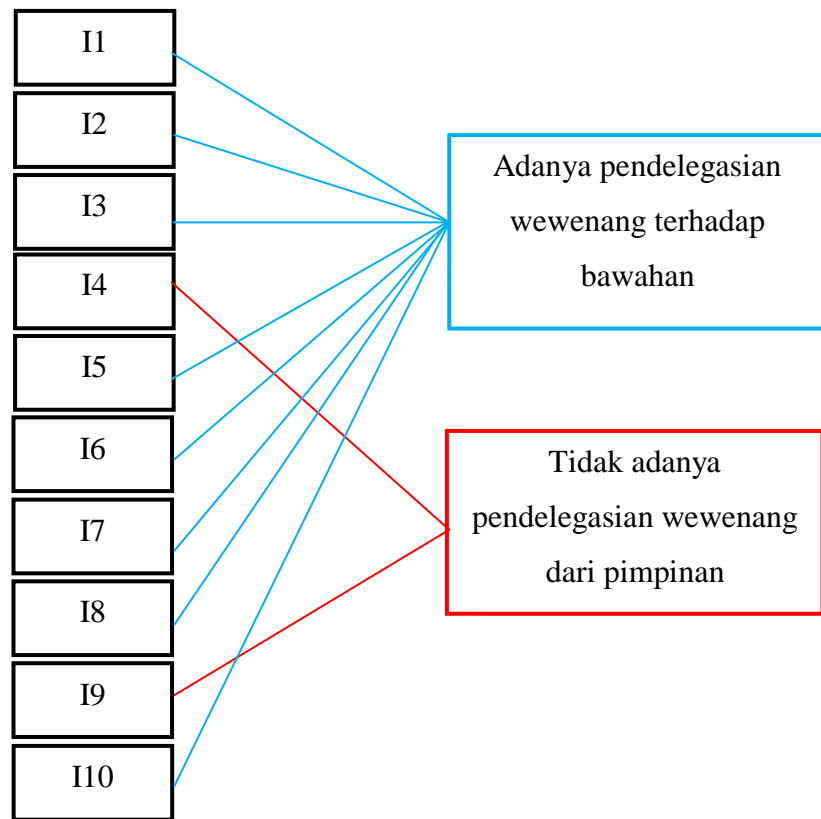 I1
I2
I3
I4
I5
I6
I7
I8
I9
I10
Adanya pendelegasian
wewenang terhadap
bawahan
Tidak adanya
pendelegasian wewenang
dari pimpinan